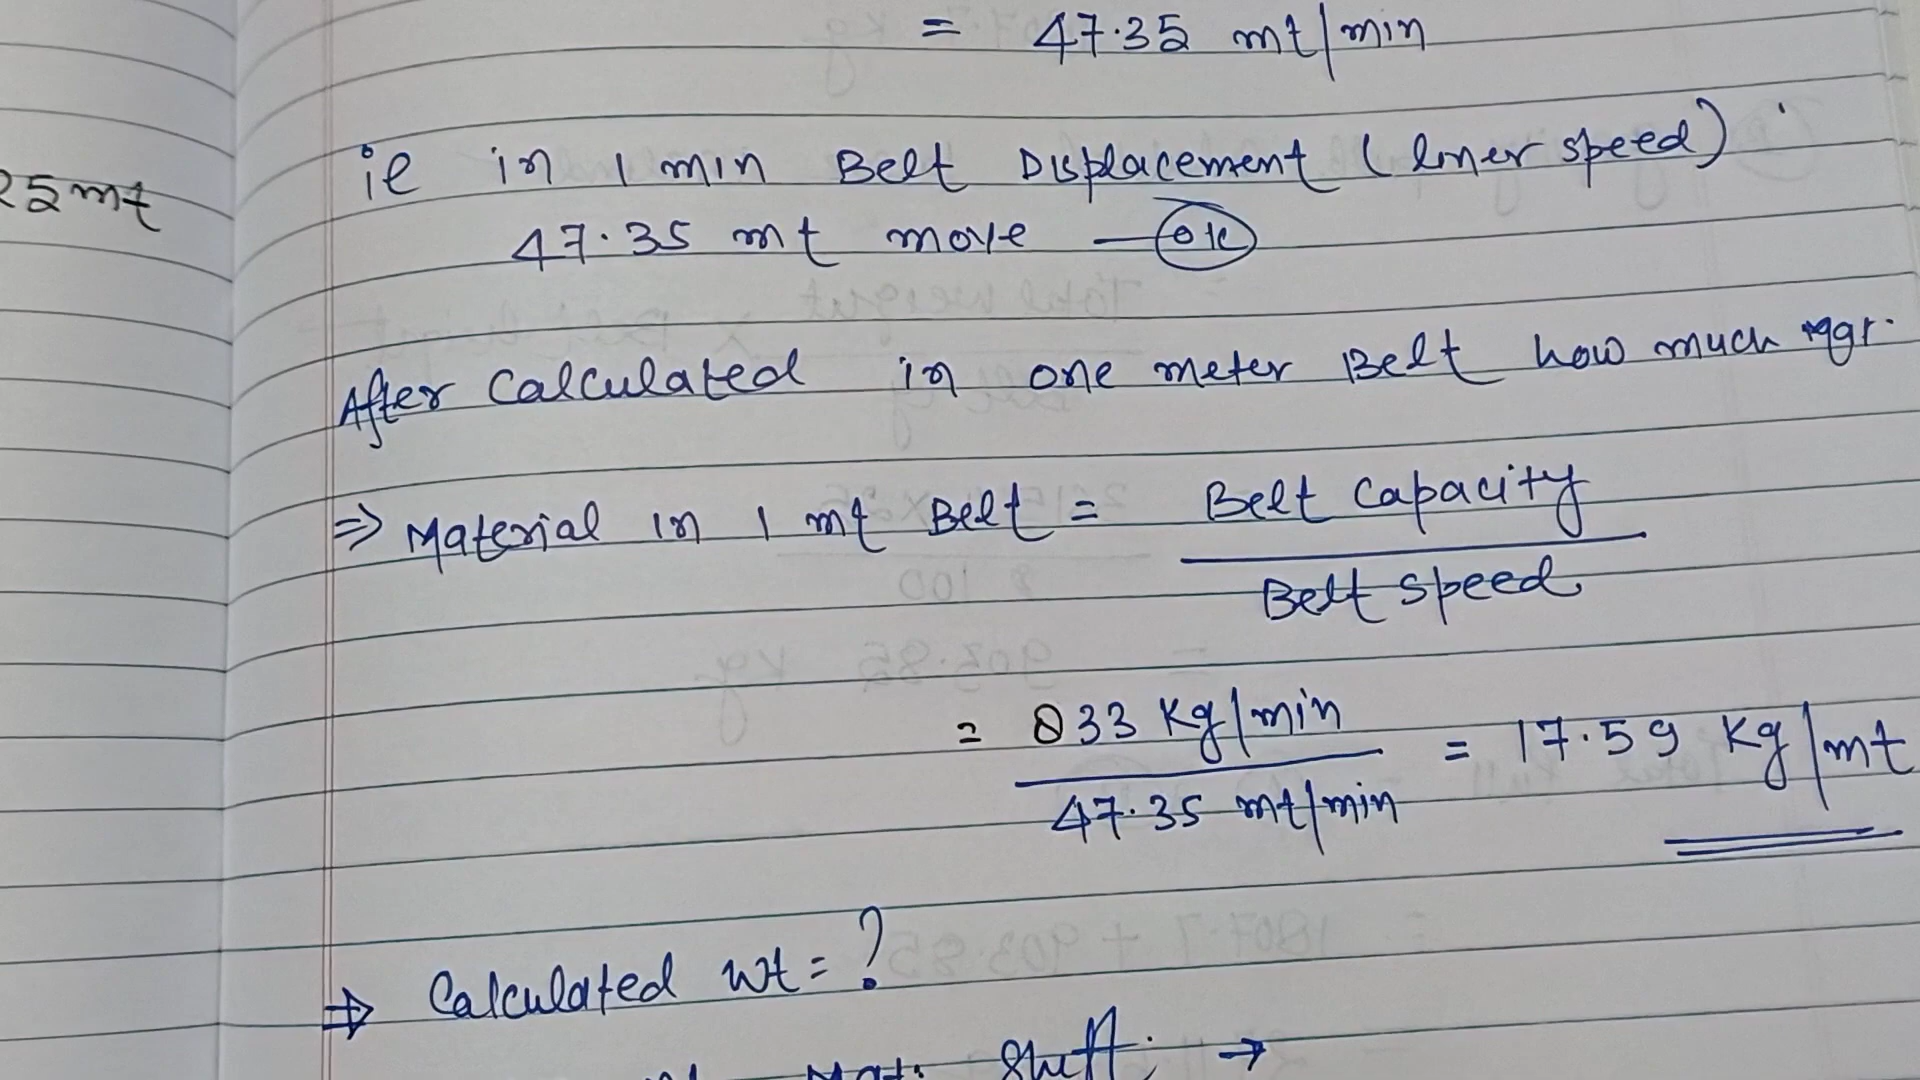 = 47.35 mt/min
ie in 1 min Belt Displacement (liner speed)
25mt
47.35 mt move — ok
After Calculated in one meter Belt how much
⇒ Material in 1 mt Belt = Belt Capacity
Belt speed
= 833 kg/min = 17.59 kg/mt
47.35 mt/min
⇒ Calculated wt = ?